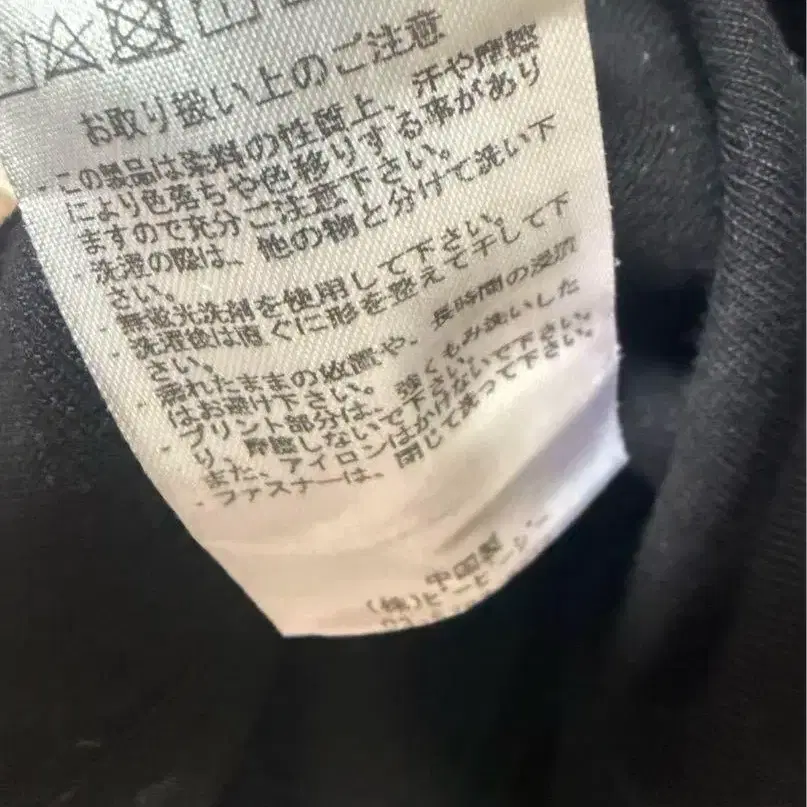 お取り扱い上のご注意
・この製品は染料の性質上、汗や摩擦
により色落ちや色移りする事があり
ますので充分ご注意下さい。
・洗濯の際は、他の物と分けて洗い下
さい。
・無蛍光洗剤を使用して下さい。
・洗濯後は直ぐに形を整えて干して下
さい。
・濡れたままの放置や、長時間の浸漬
はお避け下さい。
・プリント部分は、強くもみ洗いした
り、摩擦しないで下さい。
また、アイロンはかけないで下さい。
・ファスナーは、閉じて洗って下さい。
中国製
(株)ビーピージー